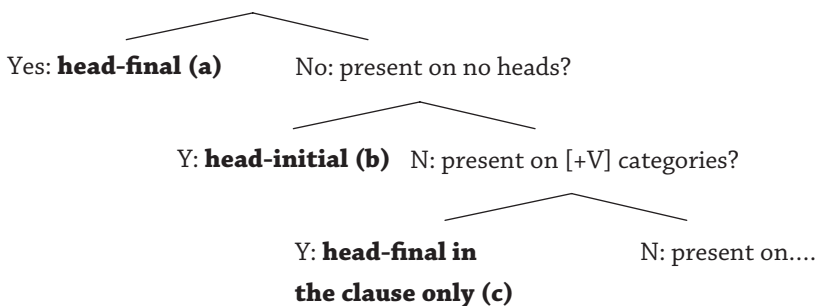 Yes: head-final (a) No: present on no heads?
Y: head-initial (b) N: present on [+V] categories?
Y: head-final in N: present on....
the clause only (c)